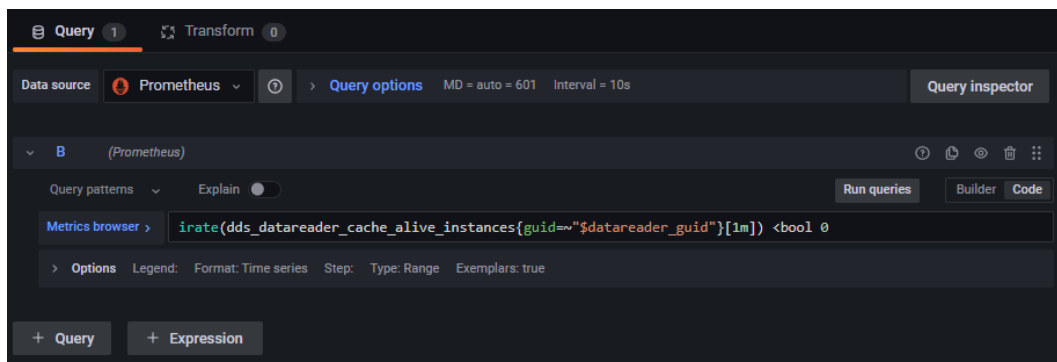 Query 1 Transform 0
Data source Prometheus Query options MD = auto = 601 Interval = 10s Query inspector
B (Prometheus)
Query patterns Explain Run queries Builder Code
Metrics browser > irate(dds_datareader_cache_alive_instances{guid=~"$datareader_guid"}[1m]) <bool 0
> Options Legend: Format: Time series Step: Type: Range Exemplars: true
+ Query + Expression